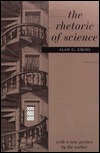 the
rhetoric of
science
ALAN G. GROSS
with a new preface
by the author